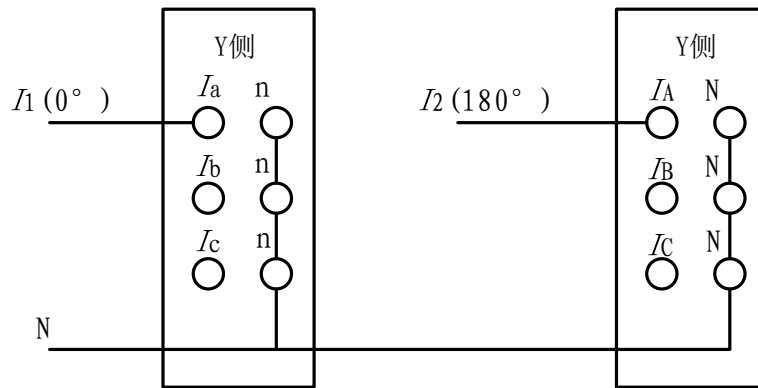 Y侧 Y侧
Ia n IA N
I1(0°) I2(180°)
Ib n IB N
Ic n IC N
N